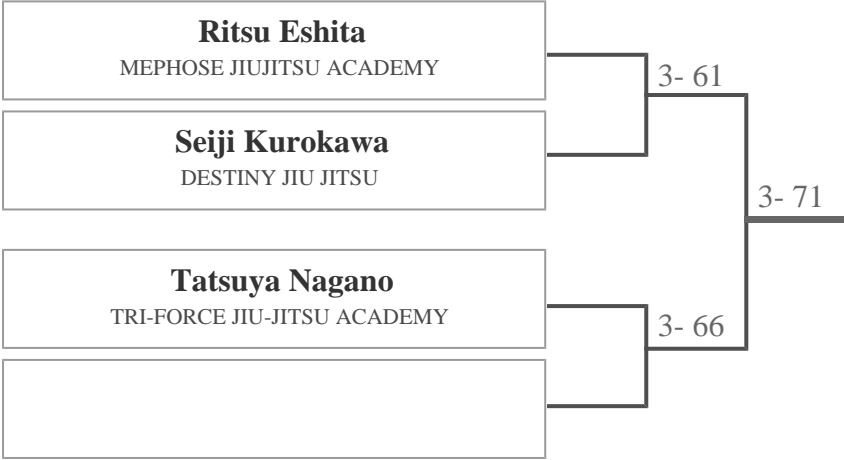 Ritsu Eshita
MEPHOSE JIUJITSU ACADEMY
3- 61
Seiji Kurokawa
DESTINY JIU JITSU
3- 71
Tatsuya Nagano
TRI-FORCE JIU-JITSU ACADEMY
3- 66